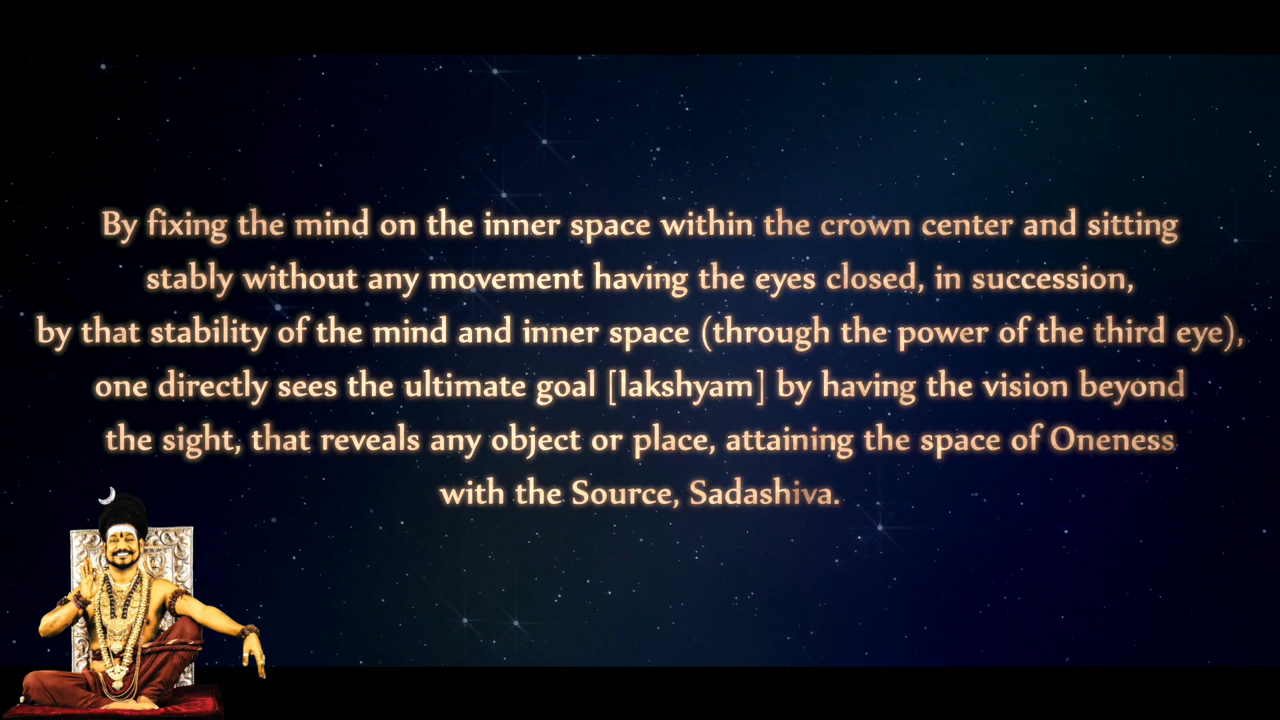 By fixing the mind on the inner space within the crown center and sitting
stably without any movement having the eyes closed, in succession,
by that stability of the mind and inner space (through the power of the third eye),
one directly sees the ultimate goal [lakshyam] by having the vision beyond
the sight, that reveals any object or place, attaining the space of Oneness
with the Source, Sadashiva.